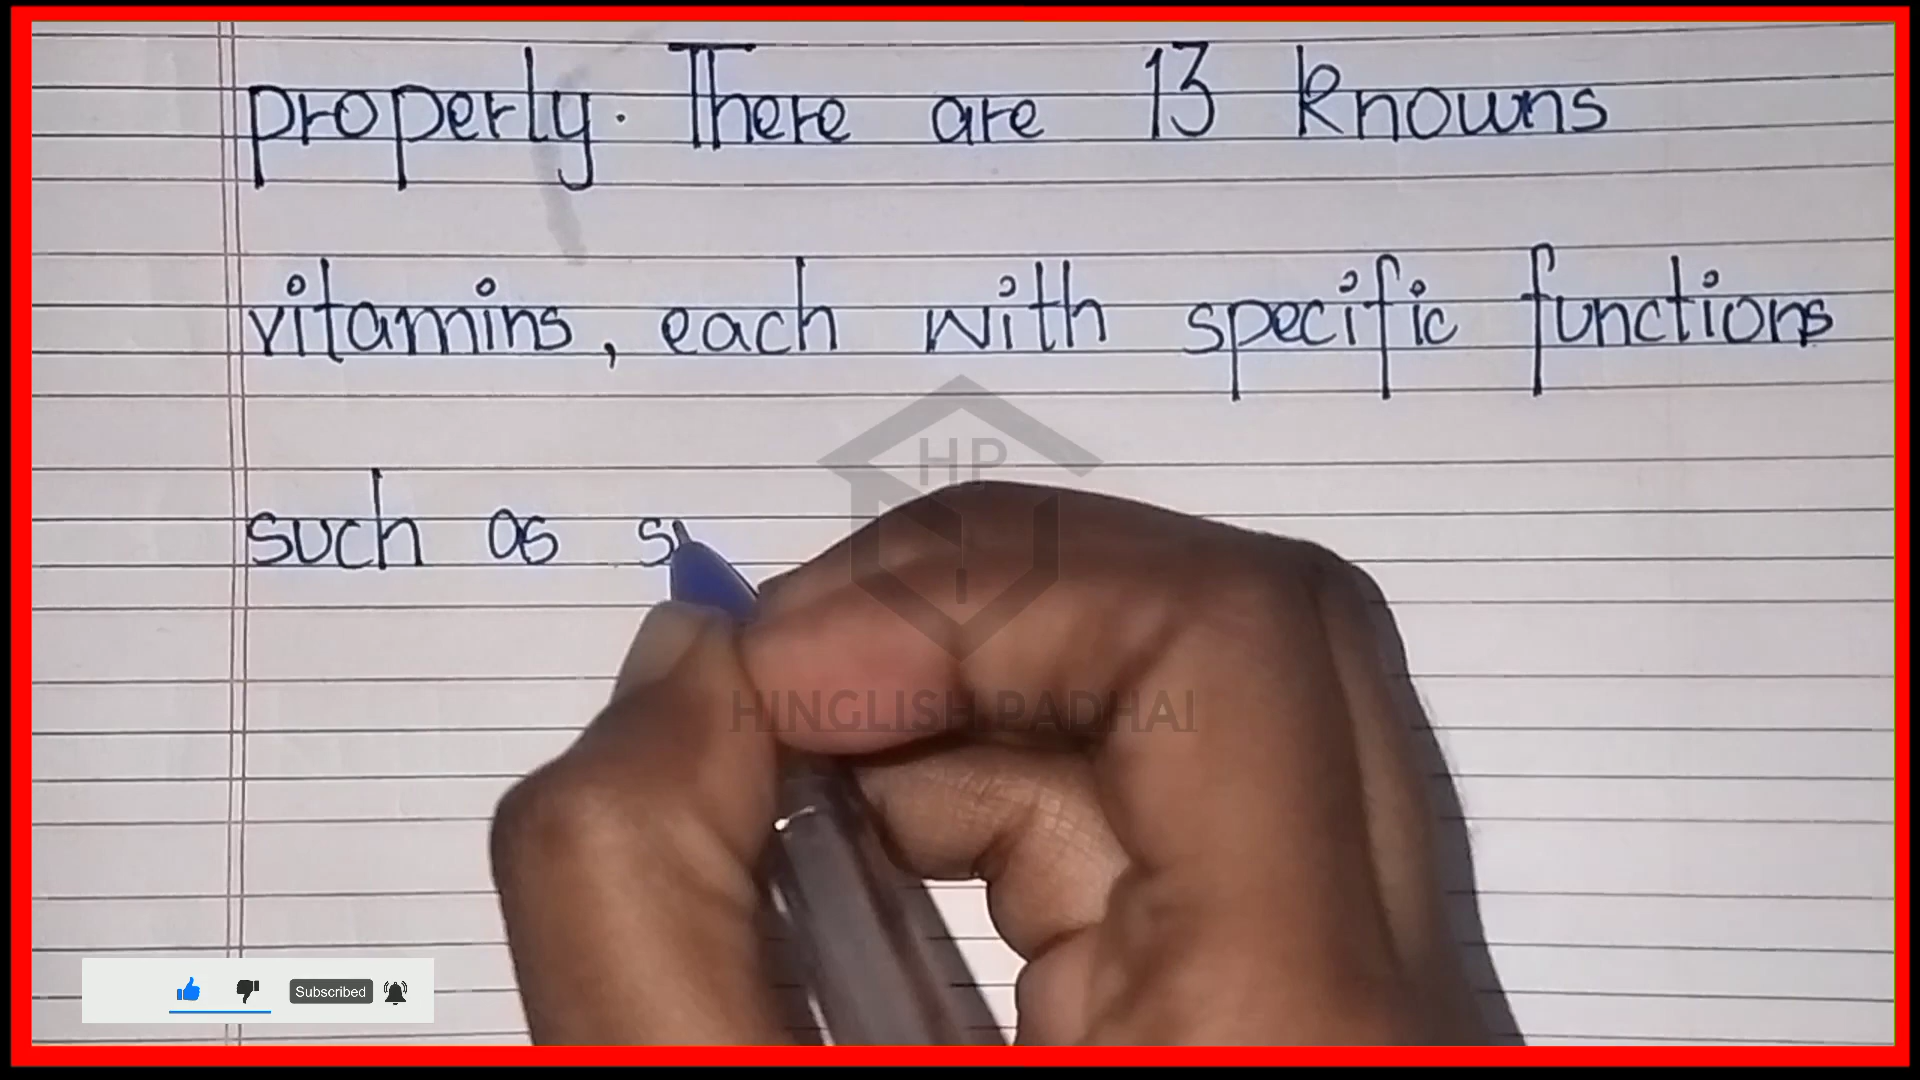 properly. There are 13 knowns
vitamins, each with specific functions
such as s
HP
HINGLISH PADHAI
Subscribed